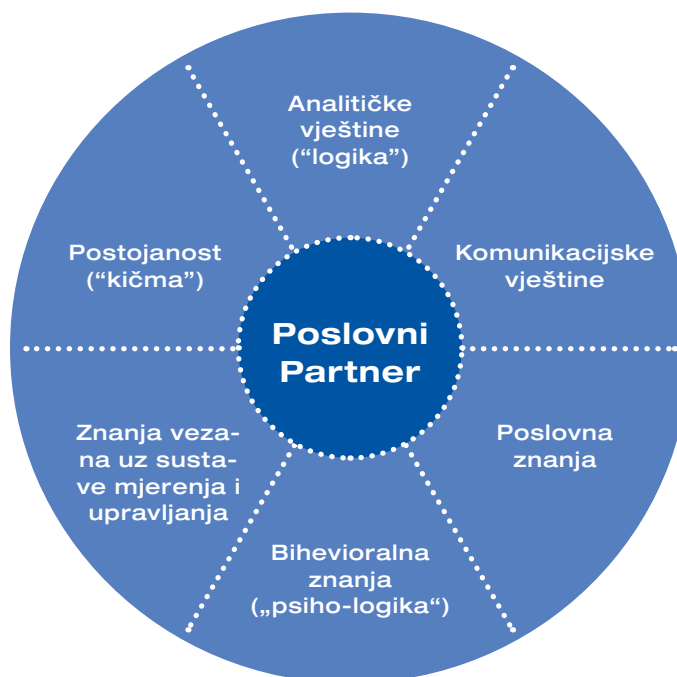 Analitičke
vještine
(“logika”)
Postojanost
(“kičma”)
Komunikacijske
vještine
Poslovni
Partner
Znanja veza-
na uz susta-
ve mjerenja i
upravljanja
Poslovna
znanja
Bihevioralna
znanja
(„psiho-logika“)